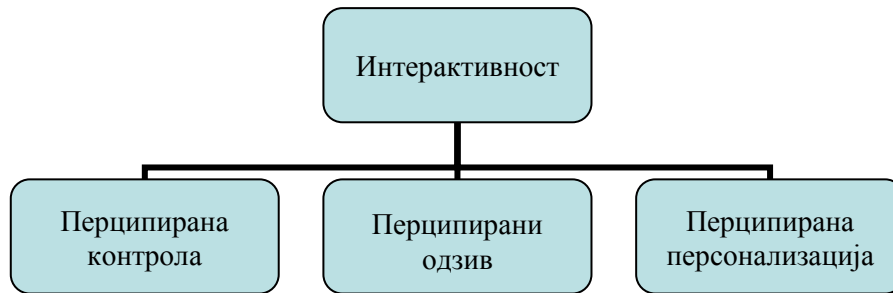 Интерактивност
Перципирана
контрола
Перципирани
одзив
Перципирана
персонализација